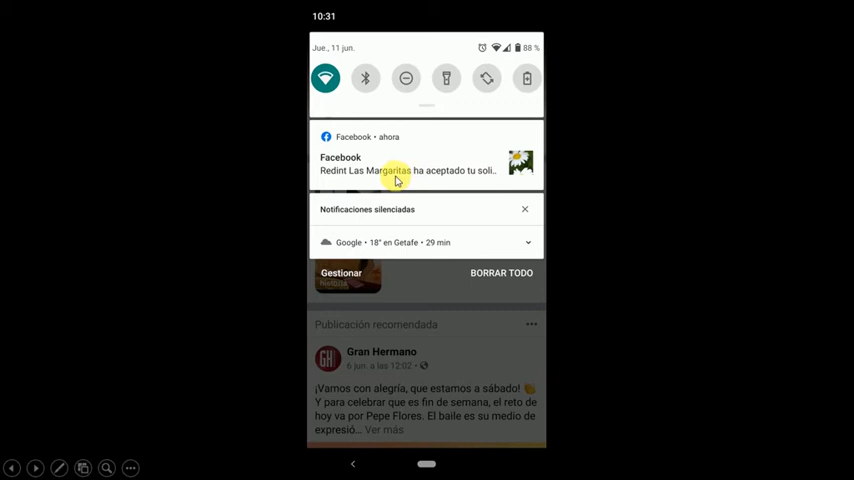 10:31
Jue., 11 jun.
88 %
Facebook • ahora
Facebook
Redint Las Margaritas ha aceptado tu soli..
Notificaciones silenciadas
Google • 18° en Getafe • 29 min
Gestionar
BORRAR TODO
historia
Publicación recomendada
GH
Gran Hermano
6 jun. a las 12:02 •
¡Vamos con alegría, que estamos a sábado! 👏
Y para celebrar que es fin de semana, el reto de
hoy va por Pepe Flores. El baile es su medio de
expresió… Ver más